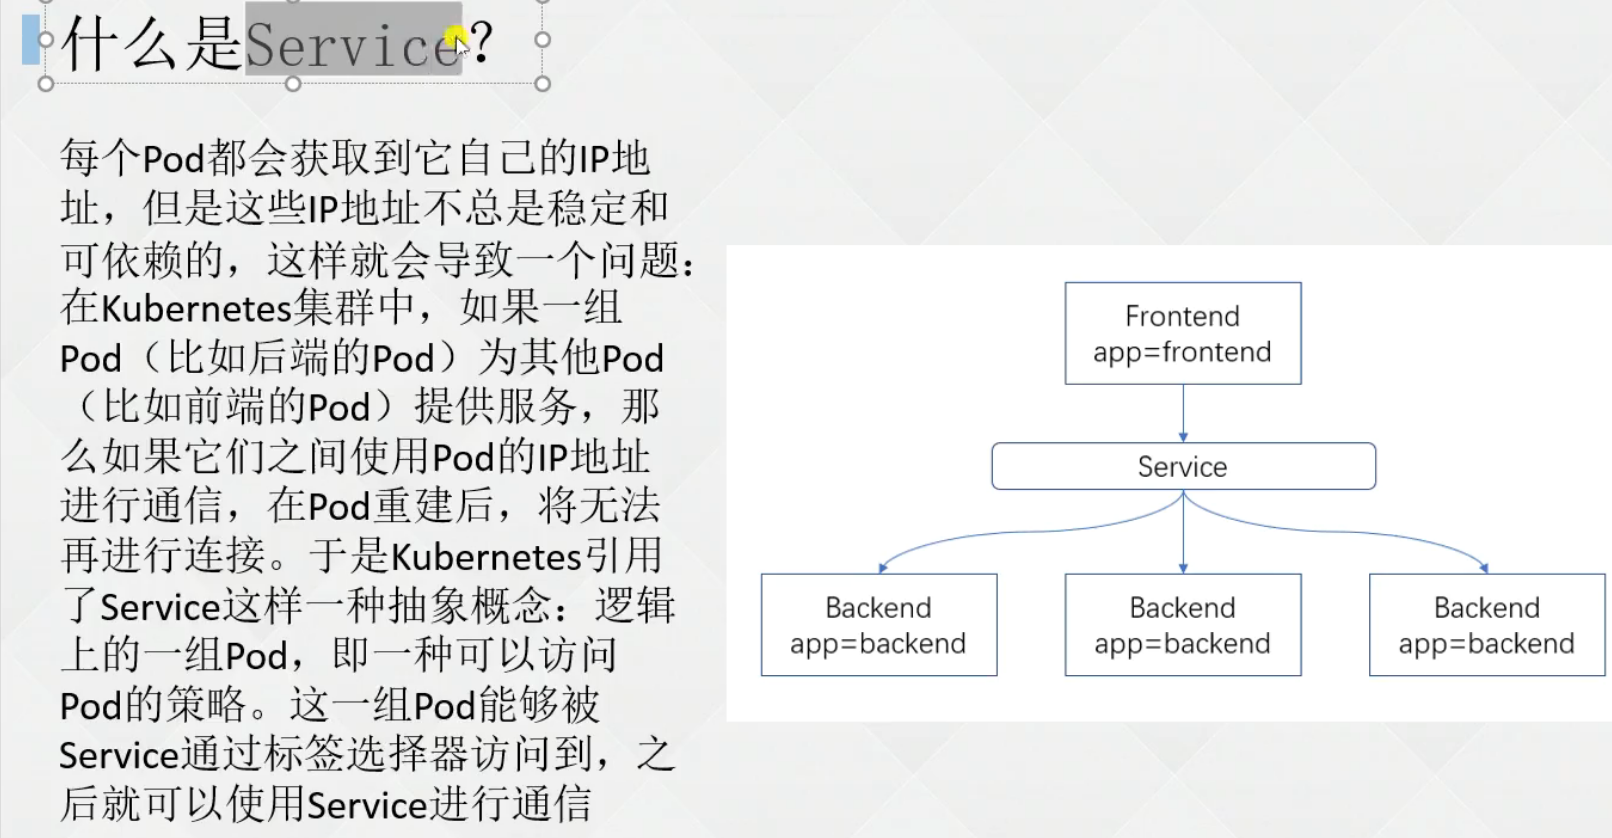 什么是Service?
每个Pod都会获取到它自己的IP地
址，但是这些IP地址不总是稳定和
可依赖的，这样就会导致一个问题：
在Kubernetes集群中，如果一组
Pod（比如后端的Pod）为其他Pod
（比如前端的Pod）提供服务，那
么如果它们之间使用Pod的IP地址
进行通信，在Pod重建后，将无法
再进行连接。于是Kubernetes引用
了Service这样一种抽象概念：逻辑
上的一组Pod，即一种可以访问
Pod的策略。这一组Pod能够被
Service通过标签选择器访问到，之
后就可以使用Service进行通信
Frontend
app=frontend
Service
Backend
app=backend
Backend
app=backend
Backend
app=backend